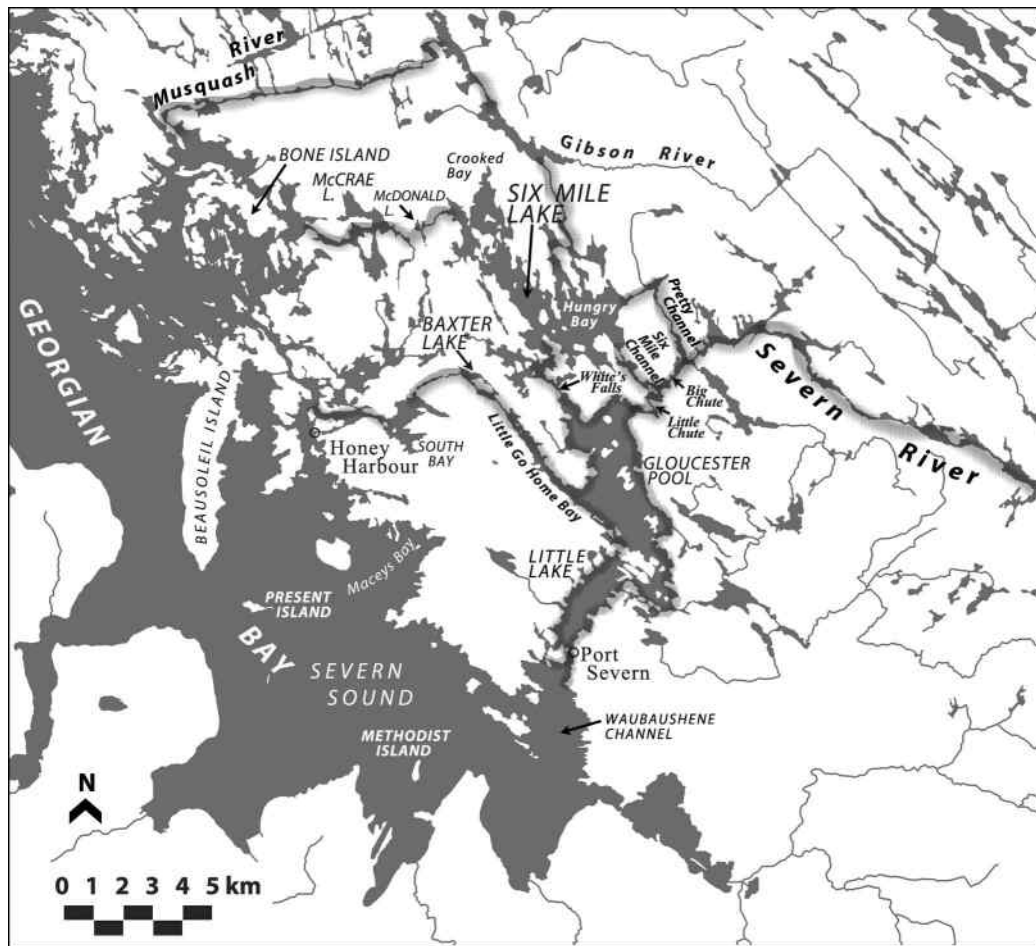 Musquash River
Gibson River
BONE ISLAND
McCRAE
L.
McDONALD
L.
Crooked
Bay
SIX MILE
LAKE
Hungry
Bay
Pretty
Channel
Six
Mile
Channel
Severn River
BAXTER
LAKE
White's
Falls
Big
Chute
Little
Chute
GEORGIAN
BAY
BEAUSOLEIL ISLAND
Honey
Harbour
SOUTH
BAY
Little Go Home Bay
GLOUCESTER
POOL
Maceys Bay
LITTLE
LAKE
PRESENT
ISLAND
Port
Severn
SEVERN
SOUND
WAUBAUSHENE
CHANNEL
METHODIST
ISLAND
N
0 1 2 3 4 5 km